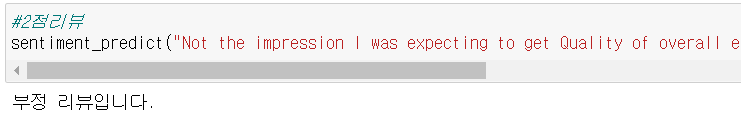 #2점리뷰
sentiment_predict("Not the impression I was expecting to get Quality of overall e
부정 리뷰입니다.